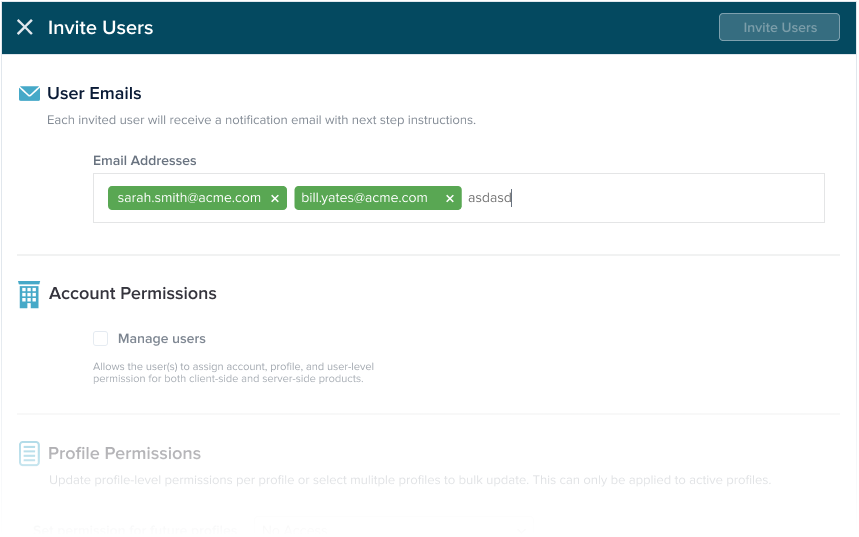 Invite Users
Invite Users
User Emails
Each invited user will receive a notification email with next step instructions.
Email Addresses
sarah.smith@acme.com
bill.yates@acme.com
asdasd
Account Permissions
Manage users
Allows the user(s) to assign account, profile, and user-level
permission for both client-side and server-side products.
Profile Permissions
Update profile-level permissions per profile or select mulitple profiles to bulk update. This can only be applied to active profiles.